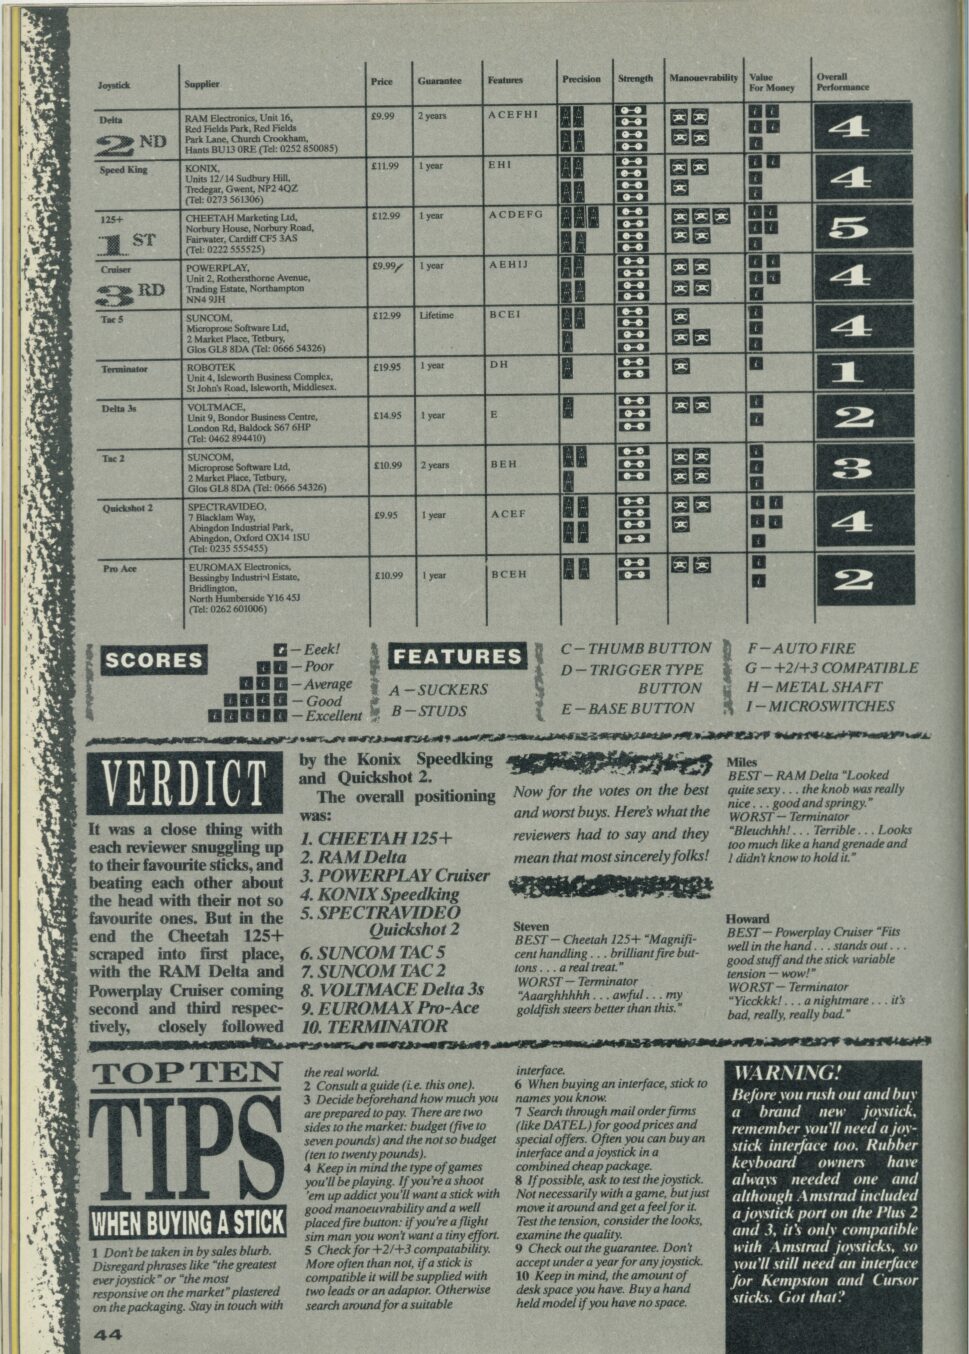 Joystick Supplier Price Guarantee Features Precision Strength Manouevrability Value For Money Overall Performance
Delta
2 ND
RAM Electronics, Unit 16,
Red Fields Park, Red Fields
Park Lane, Church Crookham,
Hants BU13 0RE (Tel: 0252 850085)
£9.99 2 years A C E F H I 4
Speed King
KONIX,
Units 12/14 Sudbury Hill,
Tredegar, Gwent, NP2 4QZ
(Tel: 0273 561306)
£11.99 1 year E H I 4
125+
1 ST
CHEETAH Marketing Ltd,
Norbury House, Norbury Road,
Fairwater, Cardiff CF5 3AS
(Tel: 0222 555525)
£12.99 1 year A C D E F G 5
Cruiser
3 RD
POWERPLAY,
Unit 2, Rothersthorne Avenue,
Trading Estate, Northampton
NN4 9JH
£9.99 1 year A E H I J 4
Tac 5
SUNCOM,
Microprose Software Ltd,
2 Market Place, Tetbury,
Glos GL8 8DA (Tel: 0666 54326)
£12.99 Lifetime B C E I 4
Terminator
ROBOTEK
Unit 4, Isleworth Business Complex,
St John's Road, Isleworth, Middlesex.
£19.95 1 year D H 1
Delta 3s
VOLTMACE,
Unit 9, Bondor Business Centre,
London Rd, Baldock S67 6HP
(Tel: 0462 894410)
£14.95 1 year E 2
Tac 2
SUNCOM,
Microprose Software Ltd,
2 Market Place, Tetbury,
Glos GL8 8DA (Tel: 0666 54326)
£10.99 2 years B E H 3
Quickshot 2
SPECTRAVIDEO,
7 Blacklam Way,
Abingdon Industrial Park,
Abingdon, Oxford OX14 1SU
(Tel: 0235 555455)
£9.95 1 year A C E F 4
Pro Ace
EUROMAX Electronics,
Bessingby Industrial Estate,
Bridlington,
North Humberside Y16 45J
(Tel: 0262 601006)
£10.99 1 year B C E H 2
SCORES
– Eeek!
– Poor
– Average
– Good
– Excellent
FEATURES
A – SUCKERS
B – STUDS
C – THUMB BUTTON
D – TRIGGER TYPE
BUTTON
E – BASE BUTTON
F – AUTO FIRE
G – +2/+3 COMPATIBLE
H – METAL SHAFT
I – MICROSWITCHES
VERDICT
It was a close thing with
each reviewer snuggling up
to their favourite sticks, and
beating each other about
the head with their not so
favourite ones. But in the
end the Cheetah 125+
scraped into first place,
with the RAM Delta and
Powerplay Cruiser coming
second and third respec-
tively, closely followed
by the Konix Speedking
and Quickshot 2.
The overall positioning
was:
1. CHEETAH 125+
2. RAM Delta
3. POWERPLAY Cruiser
4. KONIX Speedking
5. SPECTRAVIDEO
Quickshot 2
6. SUNCOM TAC 5
7. SUNCOM TAC 2
8. VOLTMACE Delta 3s
9. EUROMAX Pro-Ace
10. TERMINATOR
Now for the votes on the best
and worst buys. Here's what the
reviewers had to say and they
mean that most sincerely folks!
Steven
BEST – Cheetah 125+ "Magnifi-
cent handling . . . brilliant fire but-
tons . . . a real treat."
WORST – Terminator
"Aaarghhhhh . . . awful . . . my
goldfish steers better than this."
Miles
BEST – RAM Delta "Looked
quite sexy . . . the knob was really
nice . . . good and springy."
WORST – Terminator
"Bleuchhh! . . . Terrible . . . Looks
too much like a hand grenade and
I didn't know to hold it."
Howard
BEST – Powerplay Cruiser "Fits
well in the hand . . . stands out . . .
good stuff and the stick variable
tension – wow!"
WORST – Terminator
"Yicckkk! . . . a nightmare . . . it's
bad, really, really bad."
TOP TEN
TIPS
WHEN BUYING A STICK
1 Don't be taken in by sales blurb.
Disregard phrases like "the greatest
ever joystick" or "the most
responsive on the market" plastered
on the packaging. Stay in touch with
the real world.
2 Consult a guide (i.e. this one).
3 Decide beforehand how much you
are prepared to pay. There are two
sides to the market: budget (five to
seven pounds) and the not so budget
(ten to twenty pounds).
4 Keep in mind the type of games
you'll be playing. If you're a shoot
'em up addict you'll want a stick with
good manoeuvrability and a well
placed fire button: if you're a flight
sim man you won't want a tiny effort.
5 Check for +2/+3 compatability.
More often than not, if a stick is
compatible it will be supplied with
two leads or an adaptor. Otherwise
search around for a suitable
interface.
6 When buying an interface, stick to
names you know.
7 Search through mail order firms
(like DATEL) for good prices and
special offers. Often you can buy an
interface and a joystick in a
combined cheap package.
8 If possible, ask to test the joystick.
Not necessarily with a game, but just
move it around and get a feel for it.
Test the tension, consider the looks,
examine the quality.
9 Check out the guarantee. Don't
accept under a year for any joystick.
10 Keep in mind, the amount of
desk space you have. Buy a hand
held model if you have no space.
WARNING!
Before you rush out and buy
a brand new joystick,
remember you'll need a joy-
stick interface too. Rubber
keyboard owners have
always needed one and
although Amstrad included
a joystick port on the Plus 2
and 3, it's only compatible
with Amstrad joysticks, so
you'll still need an interface
for Kempston and Cursor
sticks. Got that?
44